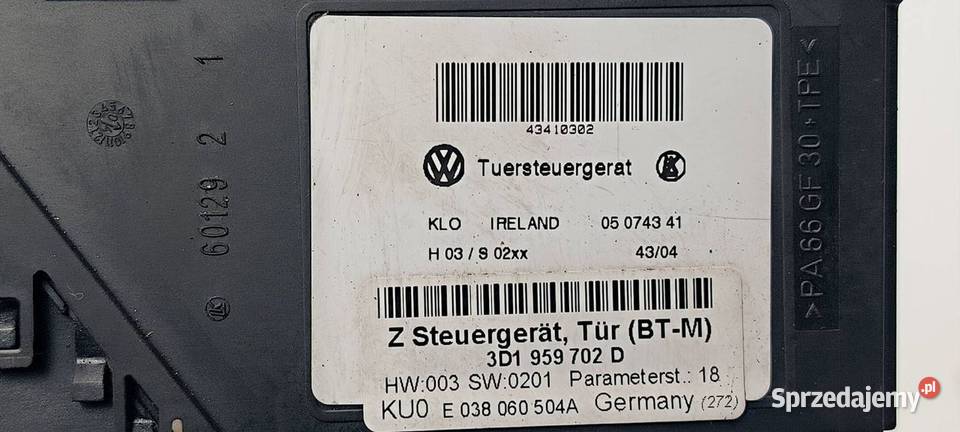 43410302
VW Tuersteuergerat K
KLO IRELAND 05 0743 41
H 03 / S 02xx 43/04
Z Steuergerät, Tür (BT-M)
3D1 959 702 D
HW:003 SW:0201 Parameterst.: 18
KU0 E 038 060 504A Germany (272)
60129 2 1
>PA66 GF 30+TPE<
Sprzedajemy.pl